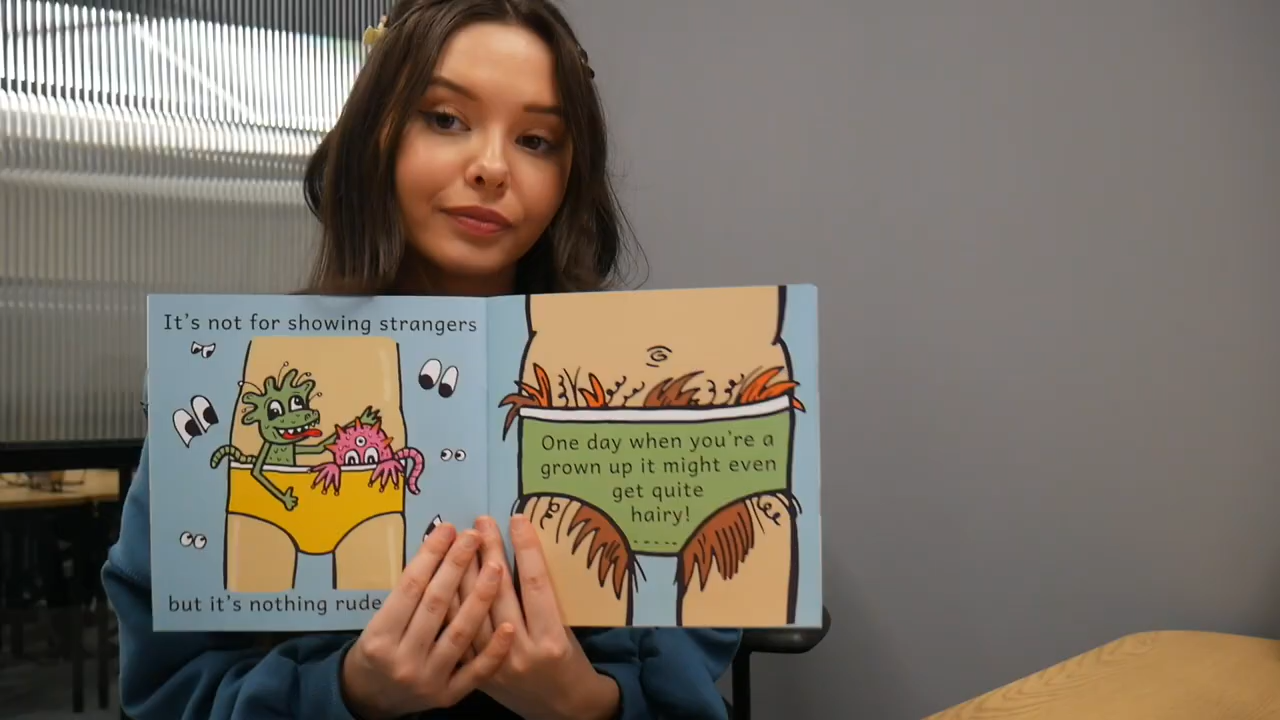 It's not for showing strangers
but it's nothing rude
One day when you're a
grown up it might even
get quite
hairy!